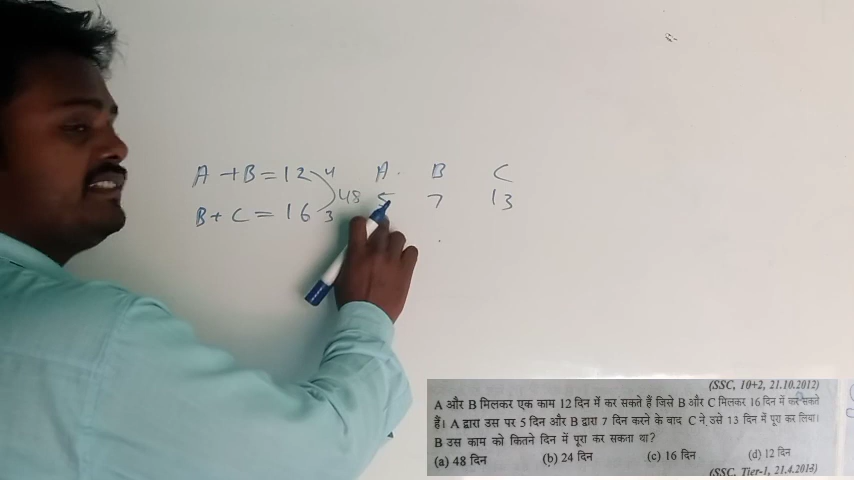 A + B = 12 4 A. B C
48 5 7 13
B + C = 16 3
(SSC, 10+2, 21.10.2012)
A और B मिलकर एक काम 12 दिन में कर सकते हैं जिसे B और C मिलकर 16 दिन में कर सकते
हैं। A द्वारा उस पर 5 दिन और B द्वारा 7 दिन करने के बाद C ने उसे 13 दिन में पूरा कर लिया।
B उस काम को कितने दिन में पूरा कर सकता था?
(a) 48 दिन (b) 24 दिन (c) 16 दिन (d) 12 दिन
(SSC, Tier-1, 21.4.2013)